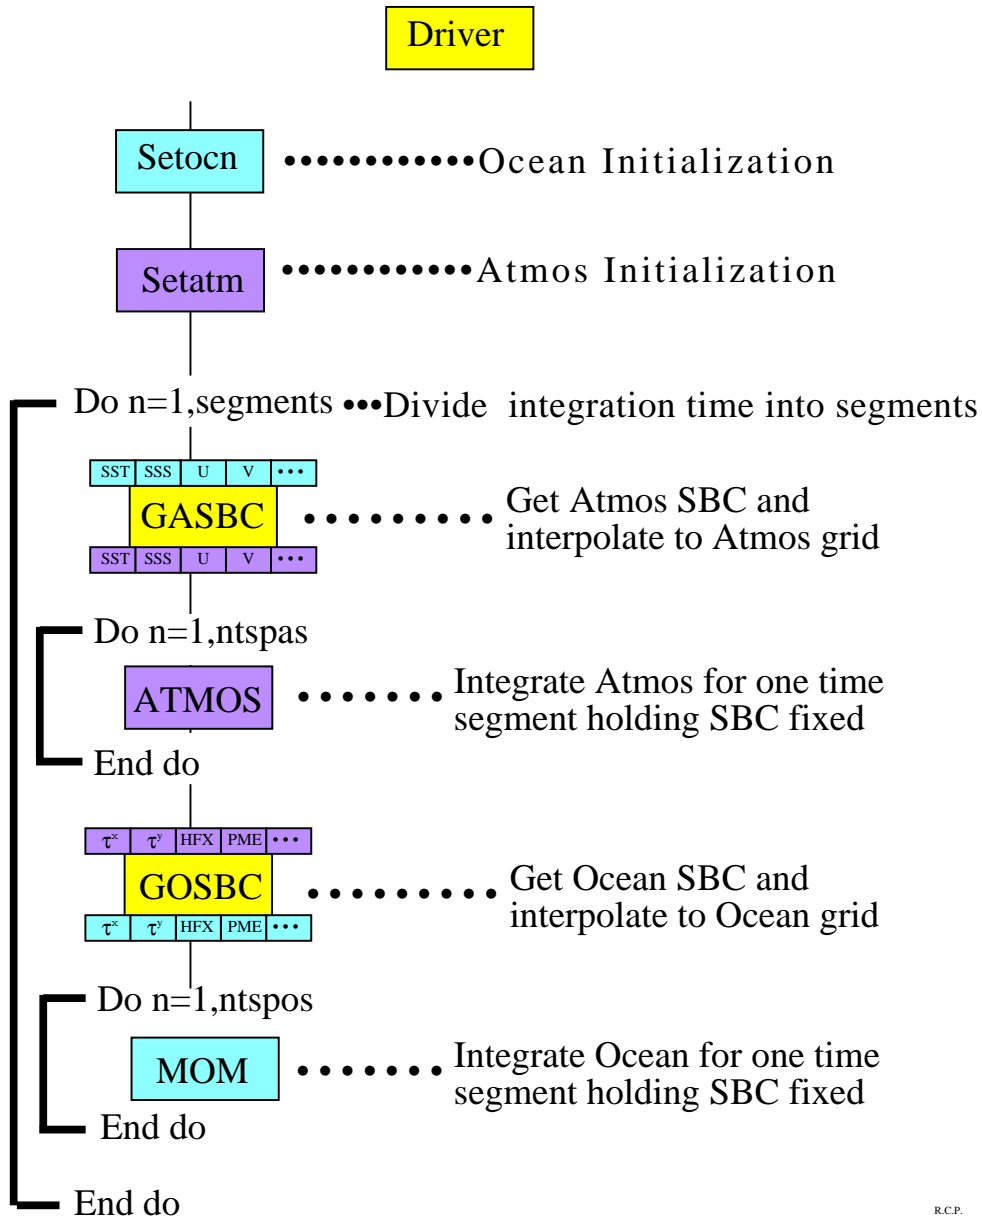 Driver
Setocn ••••••••••••Ocean Initialization
Setatm ••••••••••••Atmos Initialization
Do n=1,segments •••Divide integration time into segments
SST SSS U V •••
GASBC ••••••••• Get Atmos SBC and
interpolate to Atmos grid
SST SSS U V •••
Do n=1,ntspas
ATMOS ••••••• Integrate Atmos for one time
segment holding SBC fixed
End do
τˣ τʸ HFX PME •••
GOSBC ••••••••• Get Ocean SBC and
interpolate to Ocean grid
τˣ τʸ HFX PME •••
Do n=1,ntspos
MOM ••••••• Integrate Ocean for one time
segment holding SBC fixed
End do
End do
R.C.P.